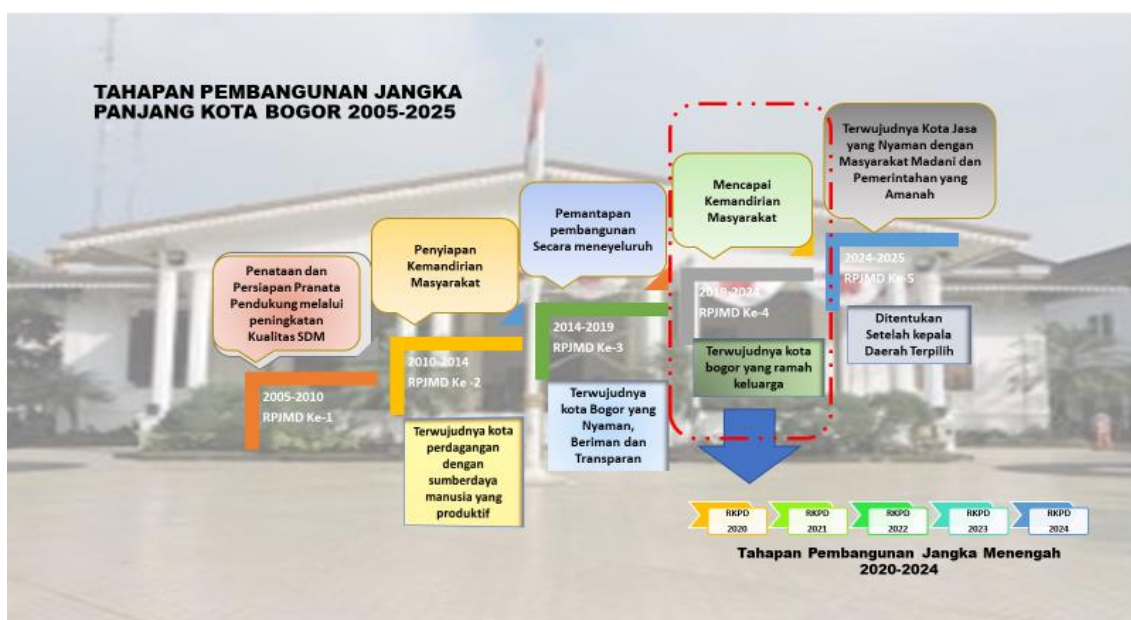 TAHAPAN PEMBANGUNAN JANGKA
PANJANG KOTA BOGOR 2005-2025
Penataan dan
Persiapan Pranata
Pendukung melalui
peningkatan
Kualitas SDM
2005-2010
RPJMD Ke-1
Penyiapan
Kemandirian
Masyarakat
2010-2014
RPJMD Ke -2
Terwujudnya kota
perdagangan
dengan
sumberdaya
manusia yang
produktif
Pemantapan
pembangunan
Secara meneyeluruh
2014-2019
RPJMD Ke-3
Terwujudnya
kota Bogor yang
Nyaman,
Beriman dan
Transparan
Mencapai
Kemandirian
Masyarakat
2019-2024
RPJMD Ke-4
Terwujudnya kota
bogor yang ramah
keluarga
Terwujudnya Kota Jasa
yang Nyaman dengan
Masyarakat Madani dan
Pemerintahan yang
Amanah
2024-2025
RPJMD Ke-5
Ditentukan
Setelah kepala
Daerah Terpilih
RKPD
2020
RKPD
2021
RKPD
2022
RKPD
2023
RKPD
2024
Tahapan Pembangunan Jangka Menengah
2020-2024